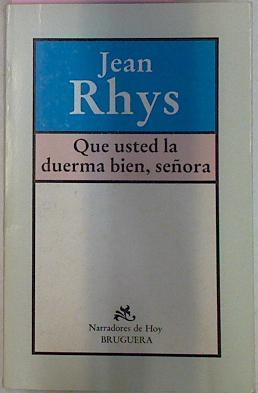 Jean
Rhys
Que usted la
duerma bien, señora
Narradores de Hoy
BRUGUERA